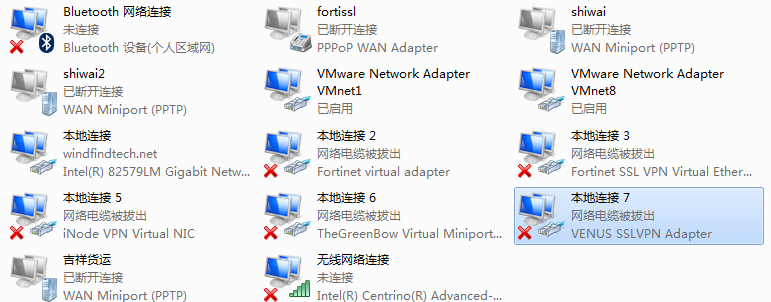 Bluetooth 网络连接
未连接
Bluetooth 设备(个人区域网)
fortissl
已断开连接
PPPoP WAN Adapter
shiwai
已断开连接
WAN Miniport (PPTP)
shiwai2
已断开连接
WAN Miniport (PPTP)
VMware Network Adapter
VMnet1
已启用
VMware Network Adapter
VMnet8
已启用
本地连接
windfindtech.net
Intel(R) 82579LM Gigabit Netw...
本地连接 2
网络电缆被拔出
Fortinet virtual adapter
本地连接 3
网络电缆被拔出
Fortinet SSL VPN Virtual Ether...
本地连接 5
网络电缆被拔出
iNode VPN Virtual NIC
本地连接 6
网络电缆被拔出
TheGreenBow Virtual Miniport...
本地连接 7
网络电缆被拔出
VENUS SSLVPN Adapter
吉祥货运
已断开连接
WAN Miniport (PPTP)
无线网络连接
未连接
Intel(R) Centrino(R) Advanced-...